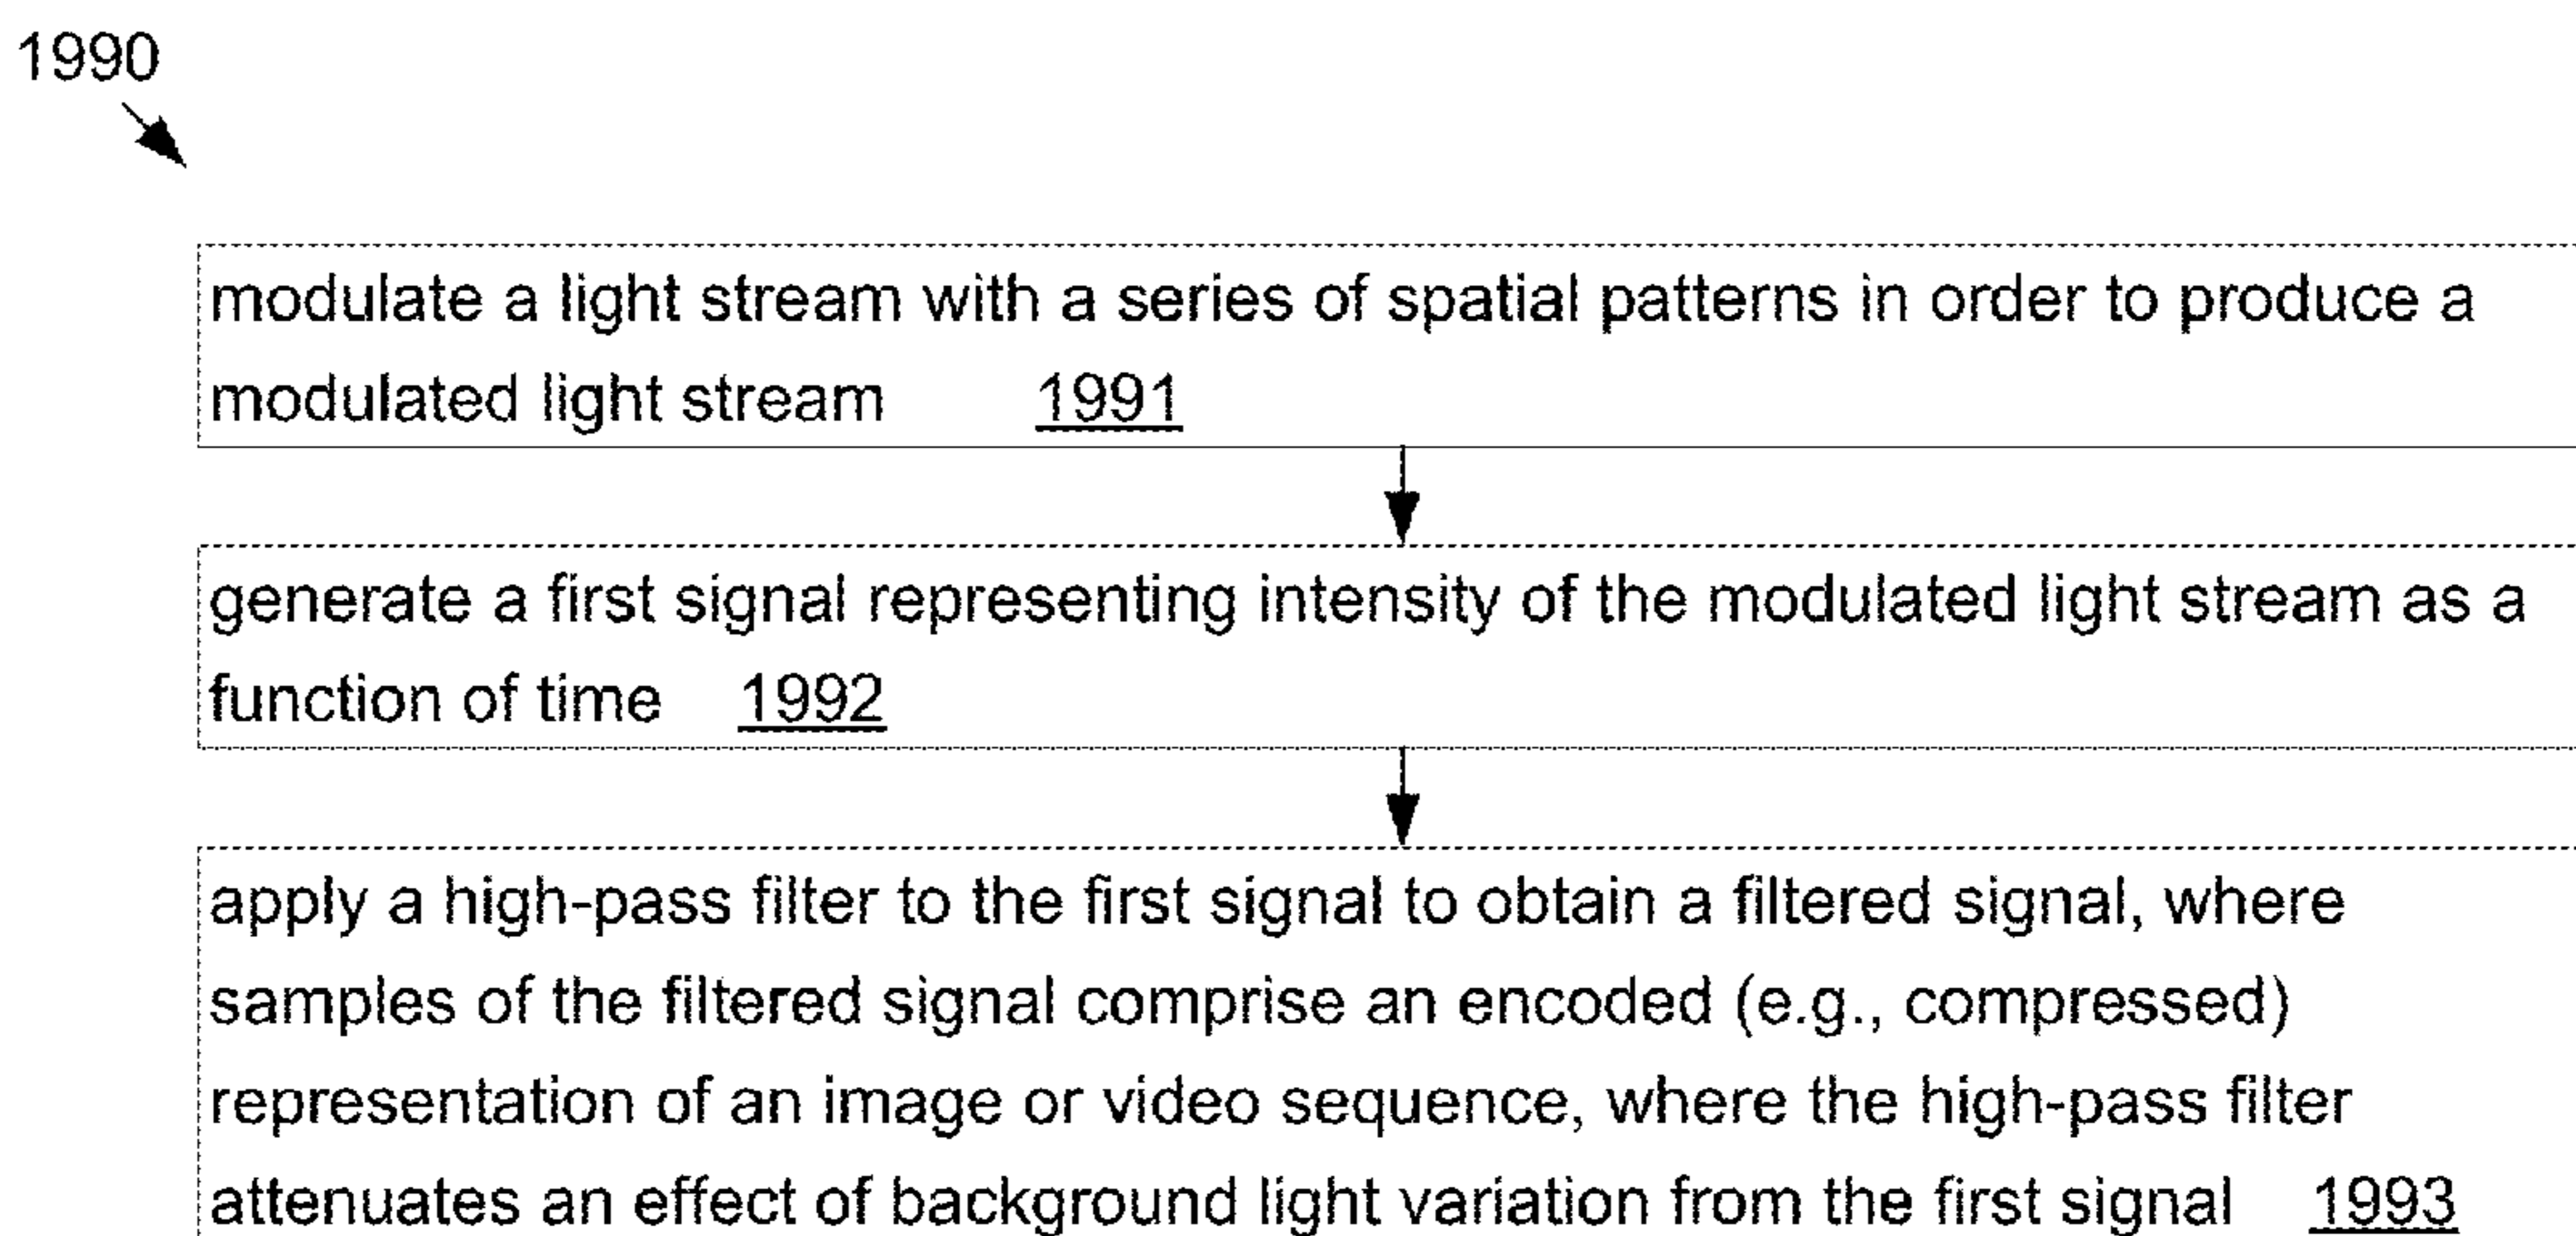 1990
modulate a light stream with a series of spatial patterns in order to produce a
modulated light stream 1991
generate a first signal representing intensity of the modulated light stream as a
function of time 1992
apply a high-pass filter to the first signal to obtain a filtered signal, where
samples of the filtered signal comprise an encoded (e.g., compressed)
representation of an image or video sequence, where the high-pass filter
attenuates an effect of background light variation from the first signal 1993